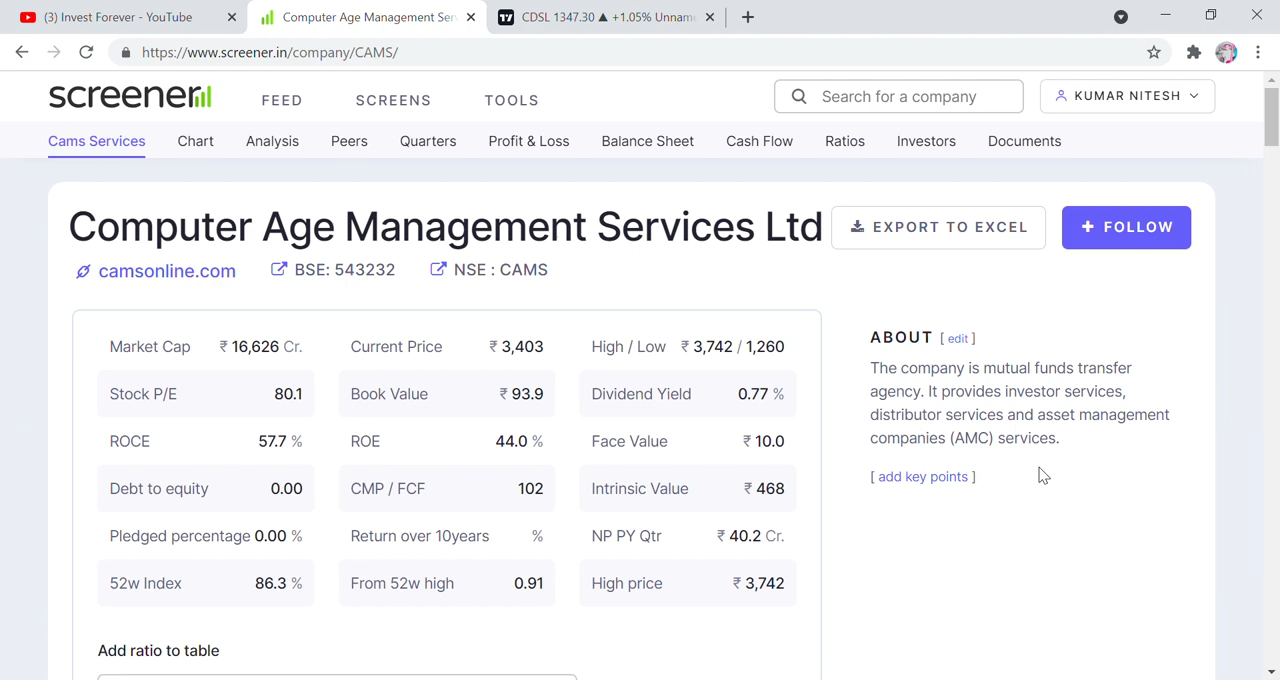 (3) Invest Forever - YouTube
Computer Age Management Serv
CDSL 1347.30 ▲ +1.05% Unnam
https://www.screener.in/company/CAMS/
screener
FEED
SCREENS
TOOLS
Search for a company
KUMAR NITESH
Cams Services
Chart
Analysis
Peers
Quarters
Profit & Loss
Balance Sheet
Cash Flow
Ratios
Investors
Documents
Computer Age Management Services Ltd
EXPORT TO EXCEL
+ FOLLOW
camsonline.com
BSE: 543232
NSE : CAMS
Market Cap ₹ 16,626 Cr.
Current Price ₹ 3,403
High / Low ₹ 3,742 / 1,260
Stock P/E 80.1
Book Value ₹ 93.9
Dividend Yield 0.77 %
ROCE 57.7 %
ROE 44.0 %
Face Value ₹ 10.0
Debt to equity 0.00
CMP / FCF 102
Intrinsic Value ₹ 468
Pledged percentage 0.00 %
Return over 10years %
NP PY Qtr ₹ 40.2 Cr.
52w Index 86.3 %
From 52w high 0.91
High price ₹ 3,742
Add ratio to table
ABOUT [ edit ]
The company is mutual funds transfer
agency. It provides investor services,
distributor services and asset management
companies (AMC) services.
[ add key points ]